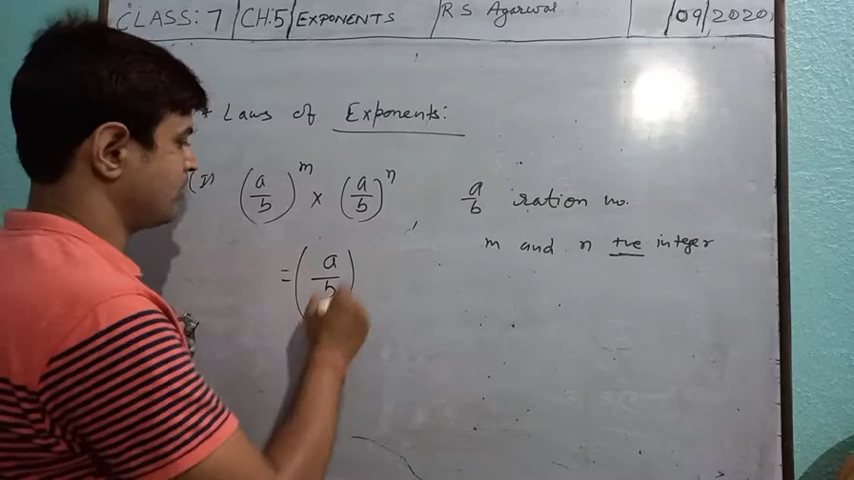 CLASS: 7 CH:5 EXPONENTS R S Agarwal /09/2020
* Laws of Exponents:
(I) (a/b)^m × (a/b)^n , a/b ration no.
m and n +ve integer
= (a/b)